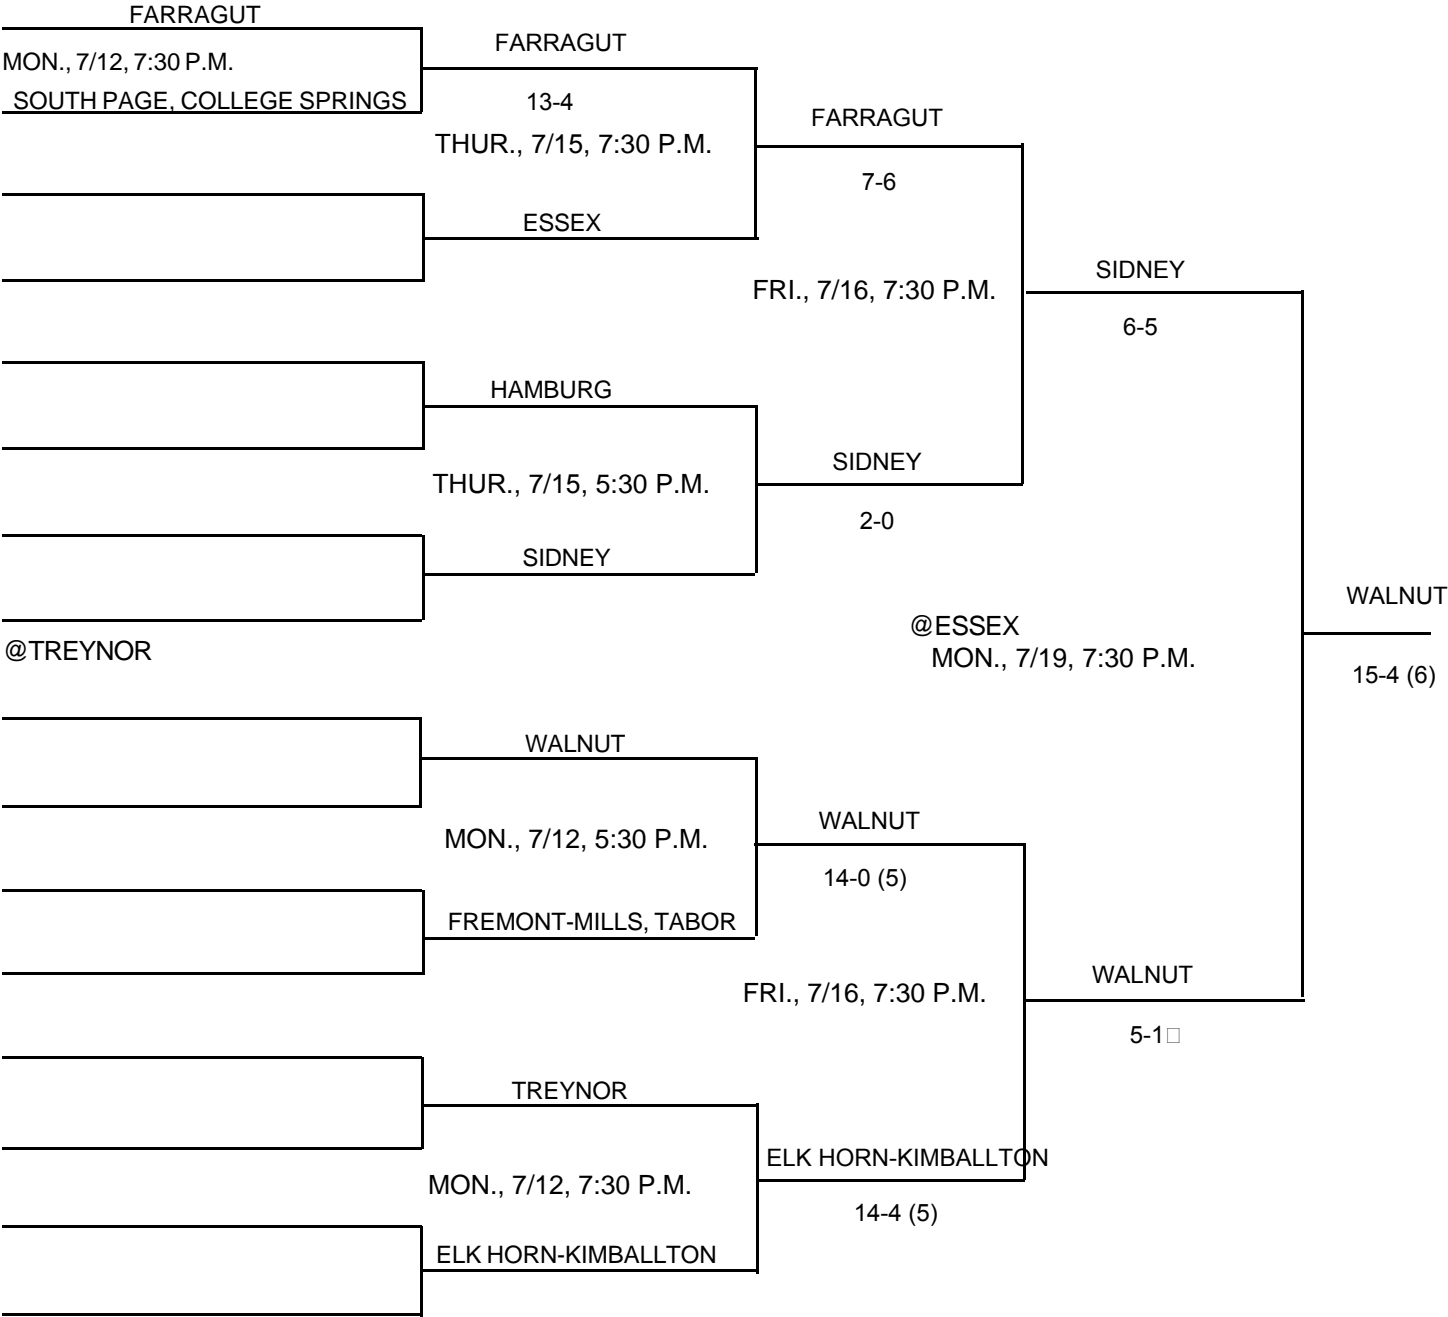 FARRAGUT
MON., 7/12, 7:30 P.M.
SOUTH PAGE, COLLEGE SPRINGS
FARRAGUT
13-4
THUR., 7/15, 7:30 P.M.
ESSEX
FARRAGUT
7-6
FRI., 7/16, 7:30 P.M.
SIDNEY
6-5
HAMBURG
THUR., 7/15, 5:30 P.M.
SIDNEY
SIDNEY
2-0
@ESSEX
MON., 7/19, 7:30 P.M.
WALNUT
15-4 (6)
@TREYNOR
WALNUT
MON., 7/12, 5:30 P.M.
FREMONT-MILLS, TABOR
WALNUT
14-0 (5)
FRI., 7/16, 7:30 P.M.
WALNUT
5-1
TREYNOR
MON., 7/12, 7:30 P.M.
ELK HORN-KIMBALLTON
ELK HORN-KIMBALLTON
14-4 (5)